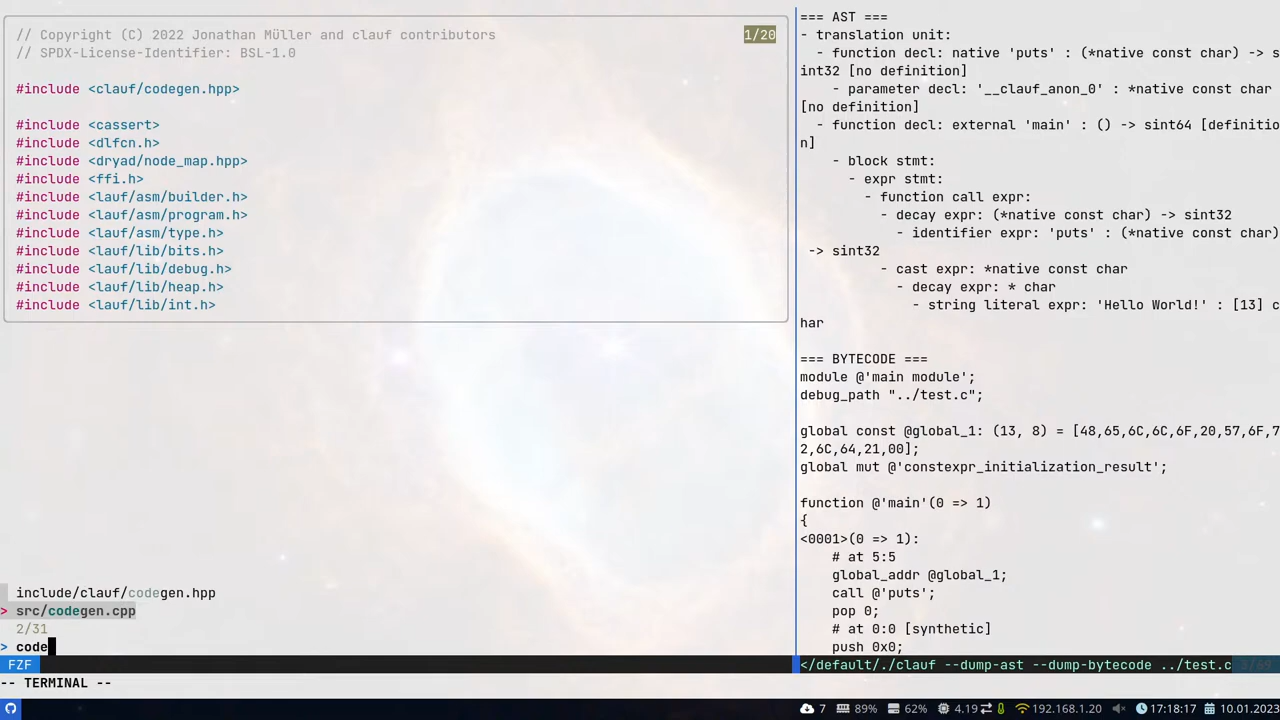 // Copyright (C) 2022 Jonathan Müller and clauf contributors
1/20
// SPDX-License-Identifier: BSL-1.0
#include <clauf/codegen.hpp>
#include <cassert>
#include <dlfcn.h>
#include <dryad/node_map.hpp>
#include <ffi.h>
#include <lauf/asm/builder.h>
#include <lauf/asm/program.h>
#include <lauf/asm/type.h>
#include <lauf/lib/bits.h>
#include <lauf/lib/debug.h>
#include <lauf/lib/heap.h>
#include <lauf/lib/int.h>
include/clauf/codegen.hpp
> src/codegen.cpp
2/31
> code
FZF
-- TERMINAL --
=== AST ===
- translation unit:
  - function decl: native 'puts' : (*native const char) -> s
int32 [no definition]
    - parameter decl: '__clauf_anon_0' : *native const char
[no definition]
  - function decl: external 'main' : () -> sint64 [definitio
n]
    - block stmt:
      - expr stmt:
        - function call expr:
          - decay expr: (*native const char) -> sint32
            - identifier expr: 'puts' : (*native const char)
 -> sint32
          - cast expr: *native const char
            - decay expr: * char
              - string literal expr: 'Hello World!' : [13] c
har
=== BYTECODE ===
module @'main module';
debug_path "../test.c";
global const @global_1: (13, 8) = [48,65,6C,6C,6F,20,57,6F,7
2,6C,64,21,00];
global mut @'constexpr_initialization_result';
function @'main'(0 => 1)
{
<0001>(0 => 1):
    # at 5:5
    global_addr @global_1;
    call @'puts';
    pop 0;
    # at 0:0 [synthetic]
    push 0x0;
</default/./clauf --dump-ast --dump-bytecode ../test.c 3/69
7 89% 62% 4.19 192.168.1.20 17:18:17 10.01.2023